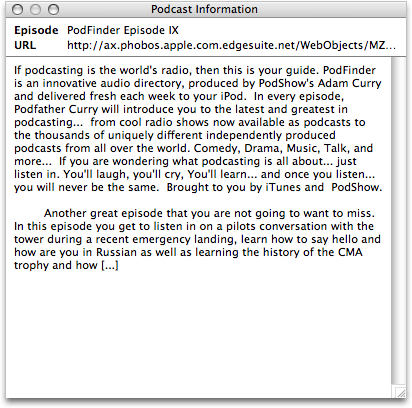 Podcast Information
Episode PodFinder Episode IX
URL http://ax.phobos.apple.com.edgesuite.net/WebObjects/MZ...
If podcasting is the world's radio, then this is your guide. PodFinder
is an innovative audio directory, produced by PodShow's Adam Curry
and delivered fresh each week to your iPod.  In every episode,
Podfather Curry will introduce you to the latest and greatest in
podcasting...  from cool radio shows now available as podcasts to
the thousands of uniquely different independently produced
podcasts from all over the world. Comedy, Drama, Music, Talk, and
more...  If you are wondering what podcasting is all about... just
listen in. You'll laugh, you'll cry, You'll learn... and once you listen...
you will never be the same.  Brought to you by iTunes and  PodShow.
Another great episode that you are not going to want to miss.
In this episode you get to listen in on a pilots conversation with the
tower during a recent emergency landing, learn how to say hello and
how are you in Russian as well as learning the history of the CMA
trophy and how [...]